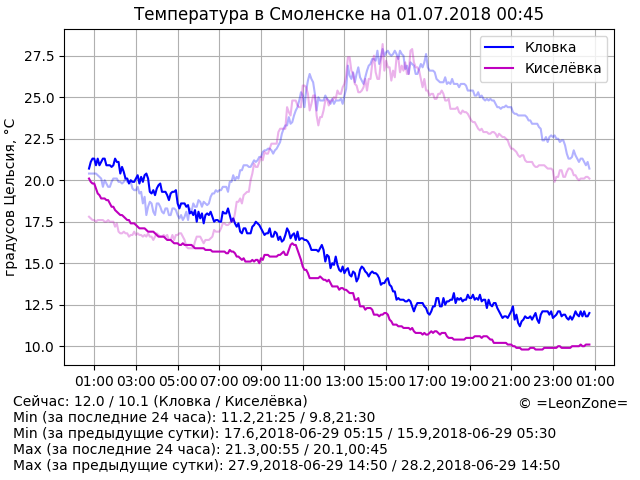 Температура в Смоленске на 01.07.2018 00:45
Кловка
Киселёвка
градусов Цельсия, °C
27.5
25.0
22.5
20.0
17.5
15.0
12.5
10.0
01:00 03:00 05:00 07:00 09:00 11:00 13:00 15:00 17:00 19:00 21:00 23:00 01:00
Сейчас: 12.0 / 10.1 (Кловка / Киселёвка)
© =LeonZone=
Min (за последние 24 часа): 11.2,21:25 / 9.8,21:30
Min (за предыдущие сутки): 17.6,2018-06-29 05:15 / 15.9,2018-06-29 05:30
Max (за последние 24 часа): 21.3,00:55 / 20.1,00:45
Max (за предыдущие сутки): 27.9,2018-06-29 14:50 / 28.2,2018-06-29 14:50